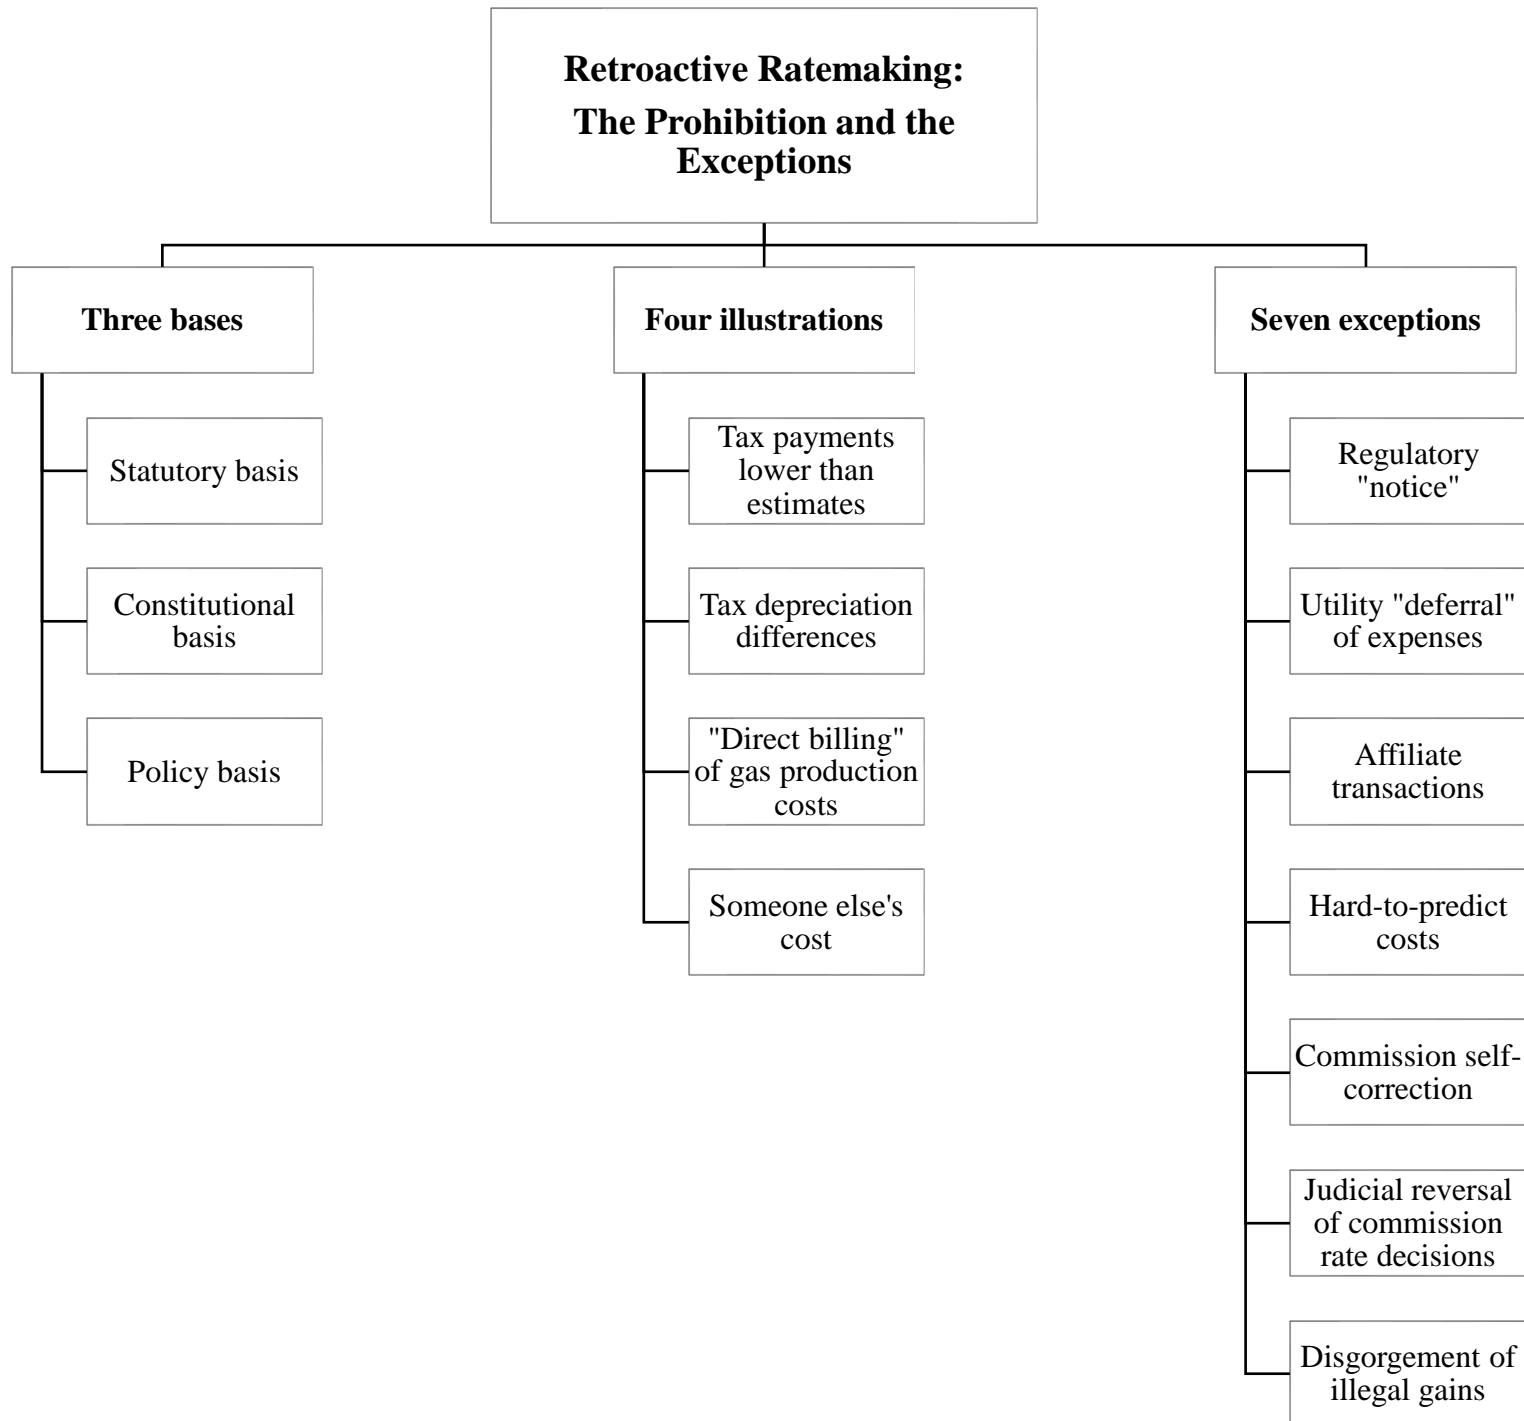 Retroactive Ratemaking:
The Prohibition and the
Exceptions
Three bases
Statutory basis
Constitutional
basis
Policy basis
Four illustrations
Tax payments
lower than
estimates
Tax depreciation
differences
"Direct billing"
of gas production
costs
Someone else's
cost
Seven exceptions
Regulatory
"notice"
Utility "deferral"
of expenses
Affiliate
transactions
Hard-to-predict
costs
Commission self-
correction
Judicial reversal
of commission
rate decisions
Disgorgement of
illegal gains